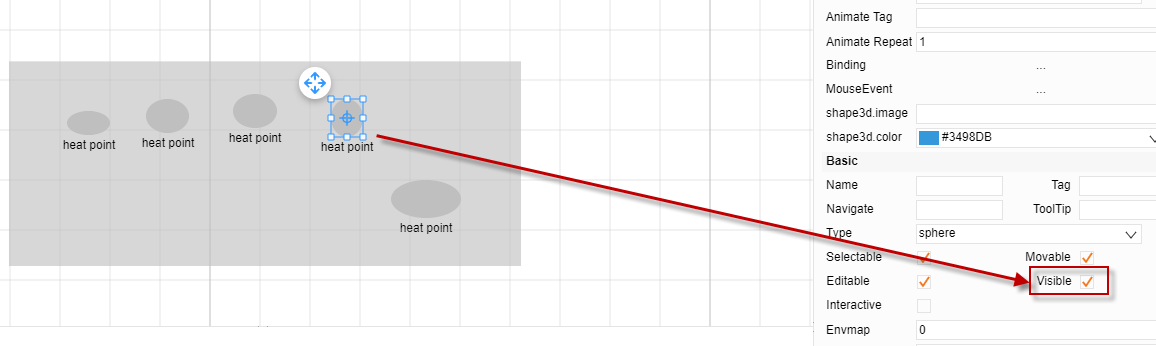 heat point
heat point
heat point
heat point
heat point
Animate Tag
Animate Repeat 1
Binding ...
MouseEvent ...
shape3d.image
shape3d.color #3498DB
Basic
Name Tag
Navigate ToolTip
Type sphere
Selectable Movable
Editable Visible
Interactive
Envmap 0